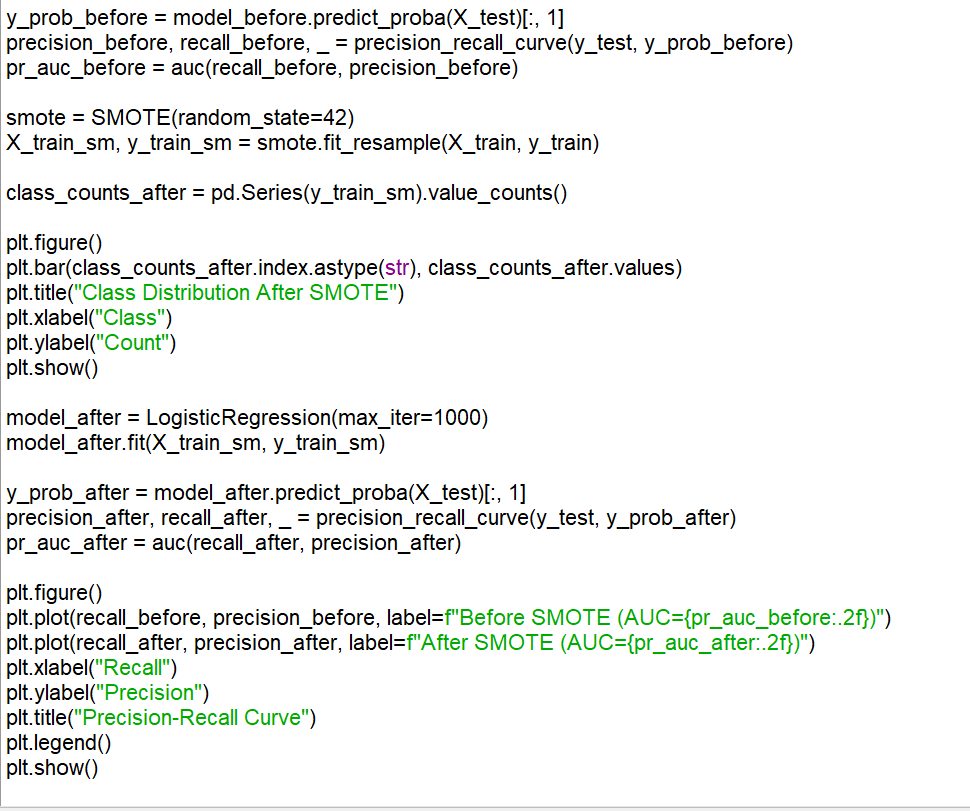 y_prob_before = model_before.predict_proba(X_test)[:, 1]
precision_before, recall_before, _ = precision_recall_curve(y_test, y_prob_before)
pr_auc_before = auc(recall_before, precision_before)
smote = SMOTE(random_state=42)
X_train_sm, y_train_sm = smote.fit_resample(X_train, y_train)
class_counts_after = pd.Series(y_train_sm).value_counts()
plt.figure()
plt.bar(class_counts_after.index.astype(str), class_counts_after.values)
plt.title("Class Distribution After SMOTE")
plt.xlabel("Class")
plt.ylabel("Count")
plt.show()
model_after = LogisticRegression(max_iter=1000)
model_after.fit(X_train_sm, y_train_sm)
y_prob_after = model_after.predict_proba(X_test)[:, 1]
precision_after, recall_after, _ = precision_recall_curve(y_test, y_prob_after)
pr_auc_after = auc(recall_after, precision_after)
plt.figure()
plt.plot(recall_before, precision_before, label=f"Before SMOTE (AUC={pr_auc_before:.2f})")
plt.plot(recall_after, precision_after, label=f"After SMOTE (AUC={pr_auc_after:.2f})")
plt.xlabel("Recall")
plt.ylabel("Precision")
plt.title("Precision-Recall Curve")
plt.legend()
plt.show()